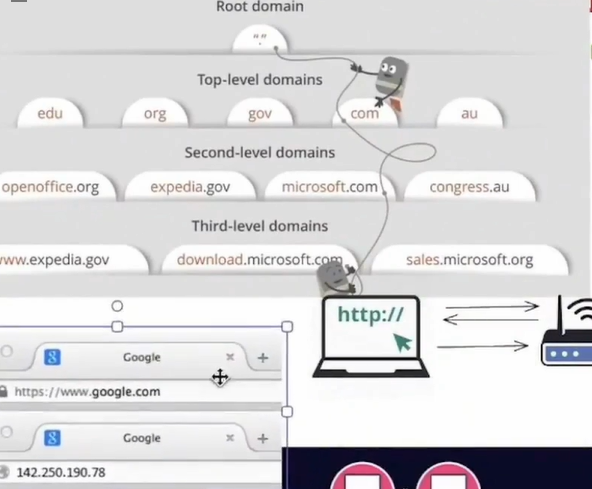 Root domain
"."
Top-level domains
edu org gov com au
Second-level domains
openoffice.org expedia.gov microsoft.com congress.au
Third-level domains
www.expedia.gov download.microsoft.com sales.microsoft.org
http://
Google
https://www.google.com
Google
142.250.190.78